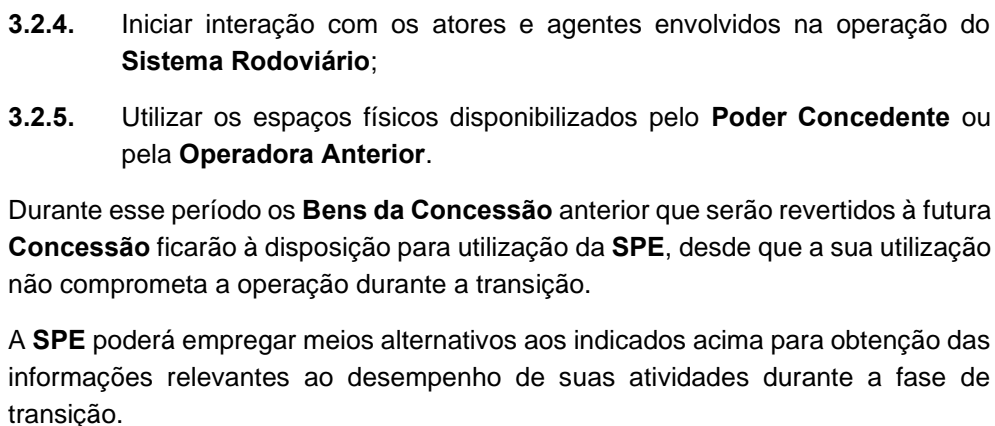 3.2.4. Iniciar interação com os atores e agentes envolvidos na operação do
Sistema Rodoviário;
3.2.5. Utilizar os espaços físicos disponibilizados pelo Poder Concedente ou
pela Operadora Anterior.
Durante esse período os Bens da Concessão anterior que serão revertidos à futura
Concessão ficarão à disposição para utilização da SPE, desde que a sua utilização
não comprometa a operação durante a transição.
A SPE poderá empregar meios alternativos aos indicados acima para obtenção das
informações relevantes ao desempenho de suas atividades durante a fase de
transição.